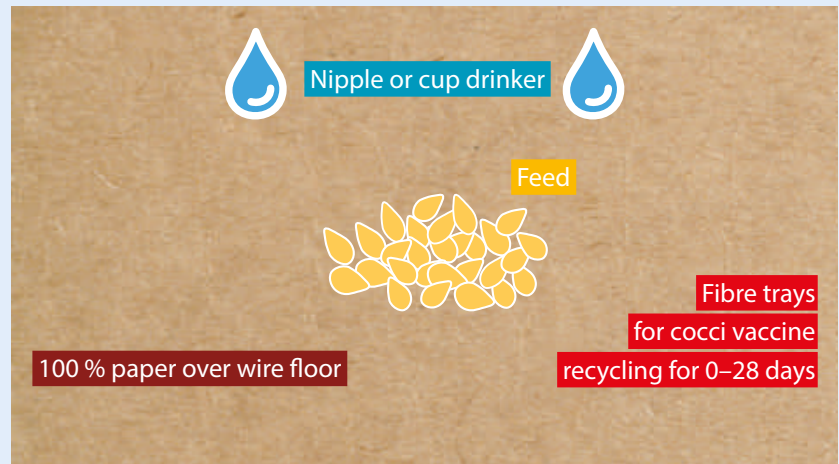 Nipple or cup drinker
Feed
Fibre trays
for cocci vaccine
recycling for 0–28 days
100 % paper over wire floor